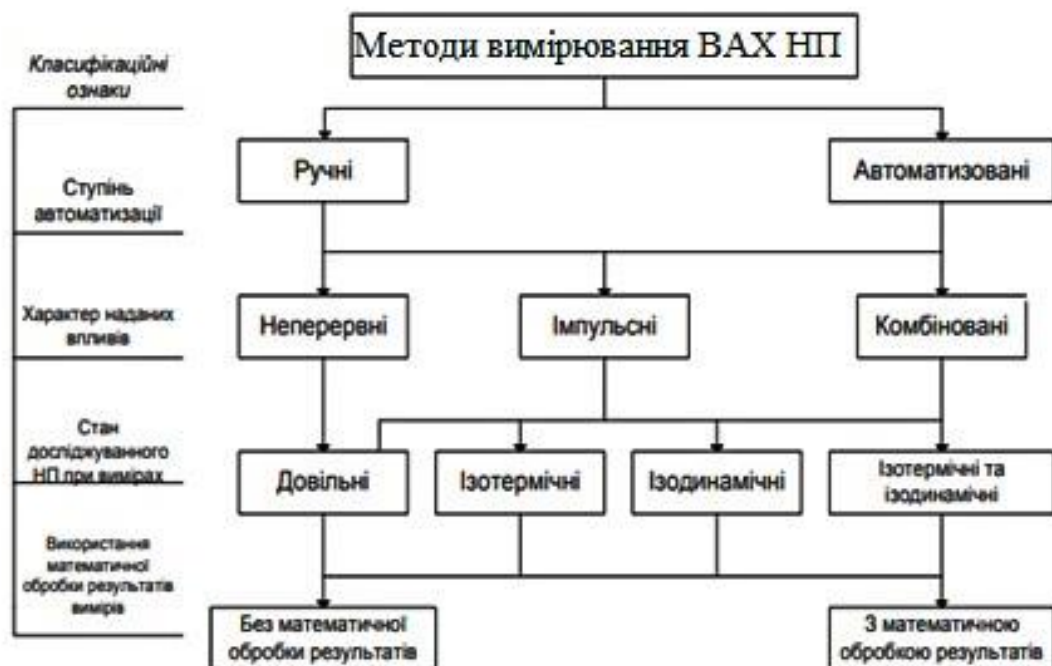 Методи вимірювання ВАХ НП
Класифікаційні
ознаки
Ступінь
автоматизації
Ручні
Автоматизовані
Характер наданих
впливів
Неперервні
Імпульсні
Комбіновані
Стан
досліджуванного
НП при вимірах
Довільні
Ізотермічні
Ізодинамічні
Ізотермічні та
ізодинамічні
Використання
математичної
обробки результатів
вимірів
Без математичної
обробки результатів
З математичною
обробкою результатів